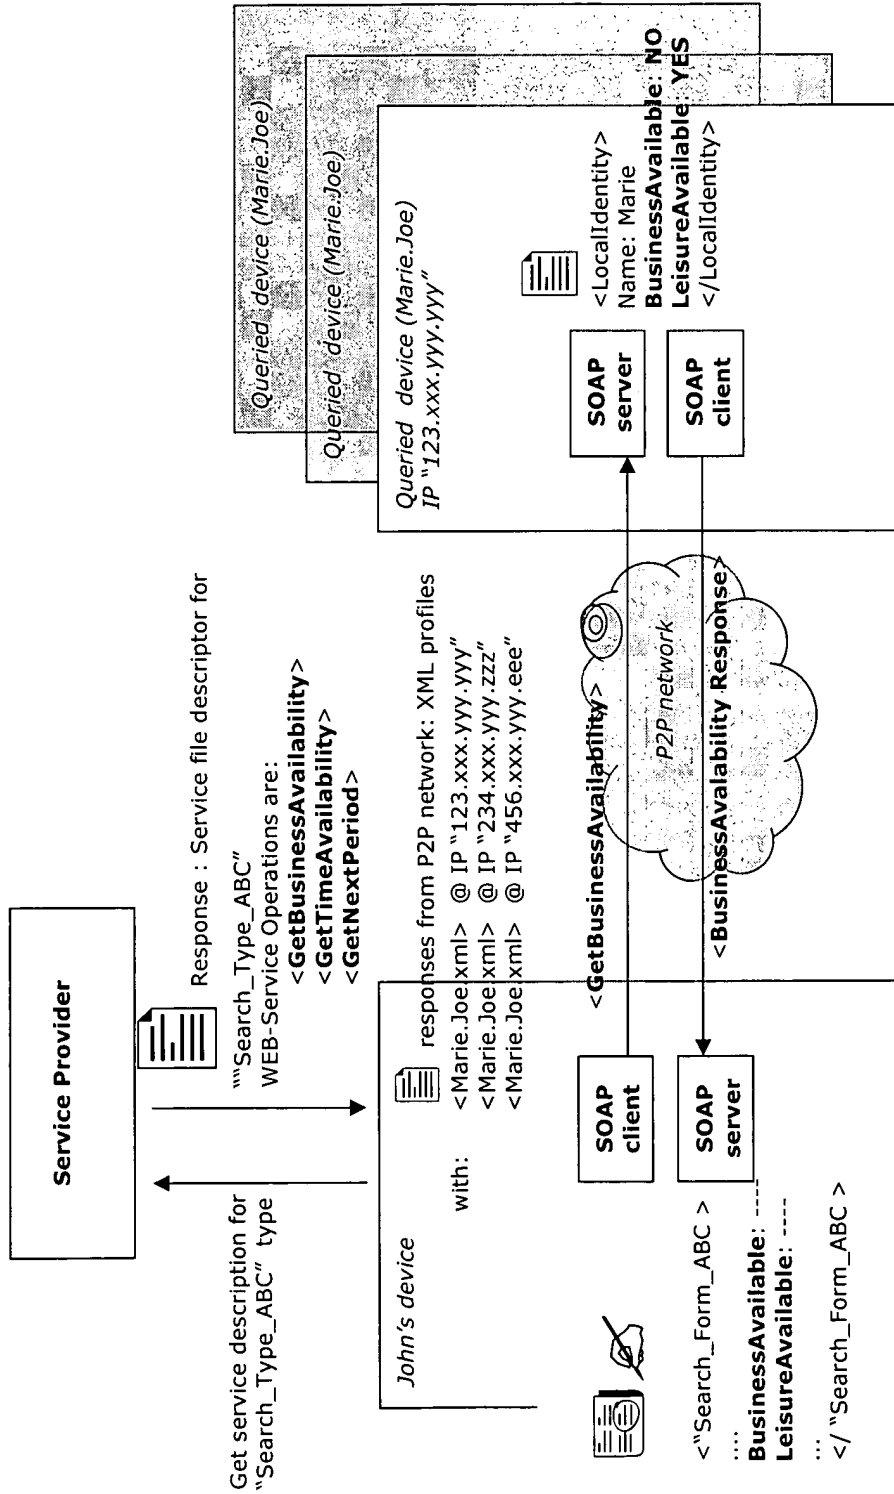 Service Provider
Get service description for
"Search_Type_ABC" type
Response : Service file descriptor for
""Search_Type_ABC"
WEB-Service Operations are:
<GetBusinessAvailability>
<GetTimeAvailability>
<GetNextPeriod>
John's device
responses from P2P network: XML profiles
with:
<Marie.Joe.xml> @ IP "123.xxx.yyy.yyy"
<Marie.Joe.xml> @ IP "234.xxx.yyy.zzz"
<Marie.Joe.xml> @ IP "456.xxx.yyy.eee"
SOAP
client
SOAP
server
<"Search_Form_ABC >
....
BusinessAvailable: ----
LeisureAvailable: ----
...
</ "Search_Form_ABC >
<GetBusinessAvailability>
P2P network
<BusinessAvalability Response>
Queried device (Marie.Joe)
Queried device (Marie.Joe)
Queried device (Marie.Joe)
IP "123.xxx.yyy.yyy"
SOAP
server
SOAP
client
<LocalIdentity>
Name: Marie
BusinessAvailable: NO
LeisureAvailable: YES
</LocalIdentity>